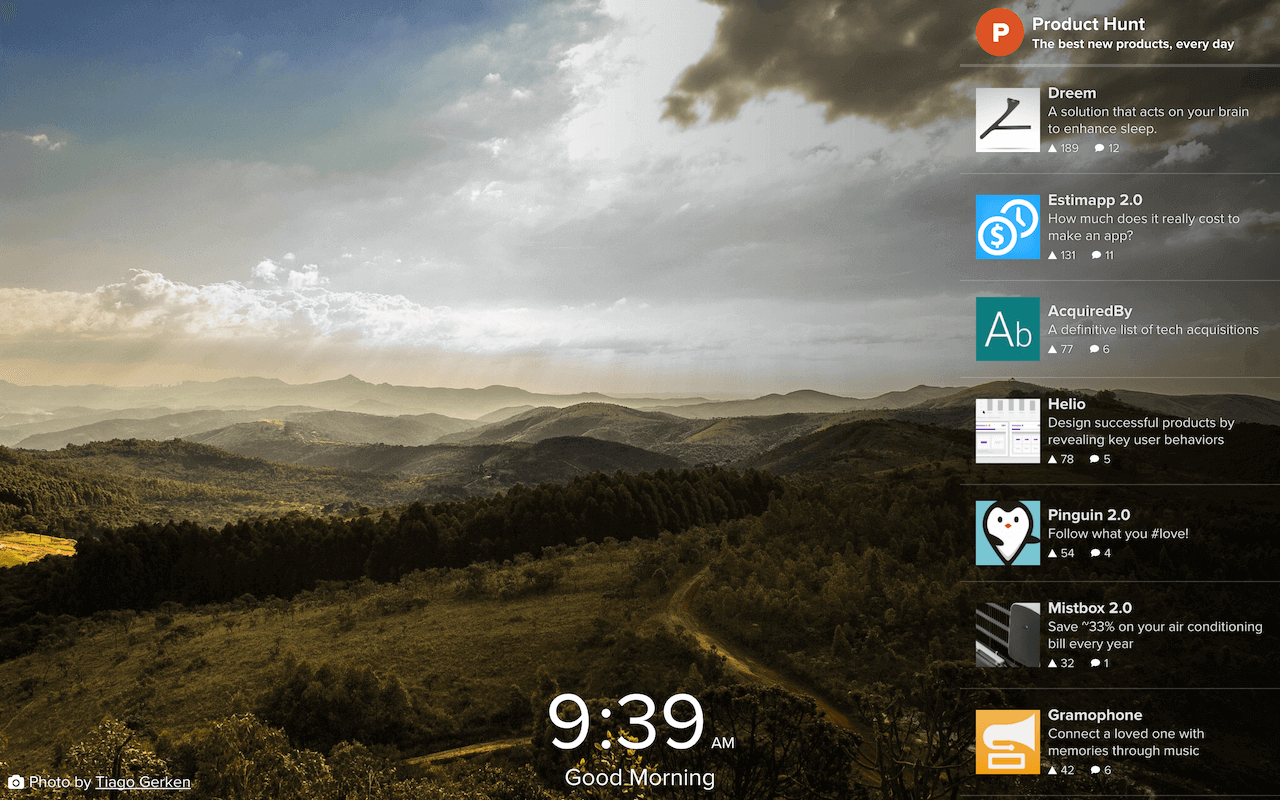 P
Product Hunt
The best new products, every day
Dreem
A solution that acts on your brain
to enhance sleep.
189 12
Estimapp 2.0
How much does it really cost to
make an app?
131 11
Ab
AcquiredBy
A definitive list of tech acquisitions
77 6
Helio
Design successful products by
revealing key user behaviors
78 5
Pinguin 2.0
Follow what you #love!
54 4
Mistbox 2.0
Save ~33% on your air conditioning
bill every year
32 1
Gramophone
Connect a loved one with
memories through music
42 6
9:39 AM
Good Morning
Photo by Tiago Gerken